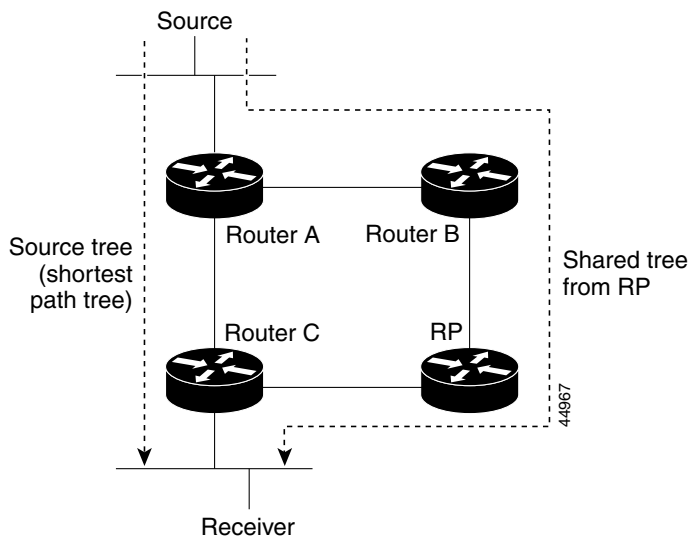 Source
Router A
Router B
Source tree
(shortest
path tree)
Shared tree
from RP
Router C
RP
44967
Receiver